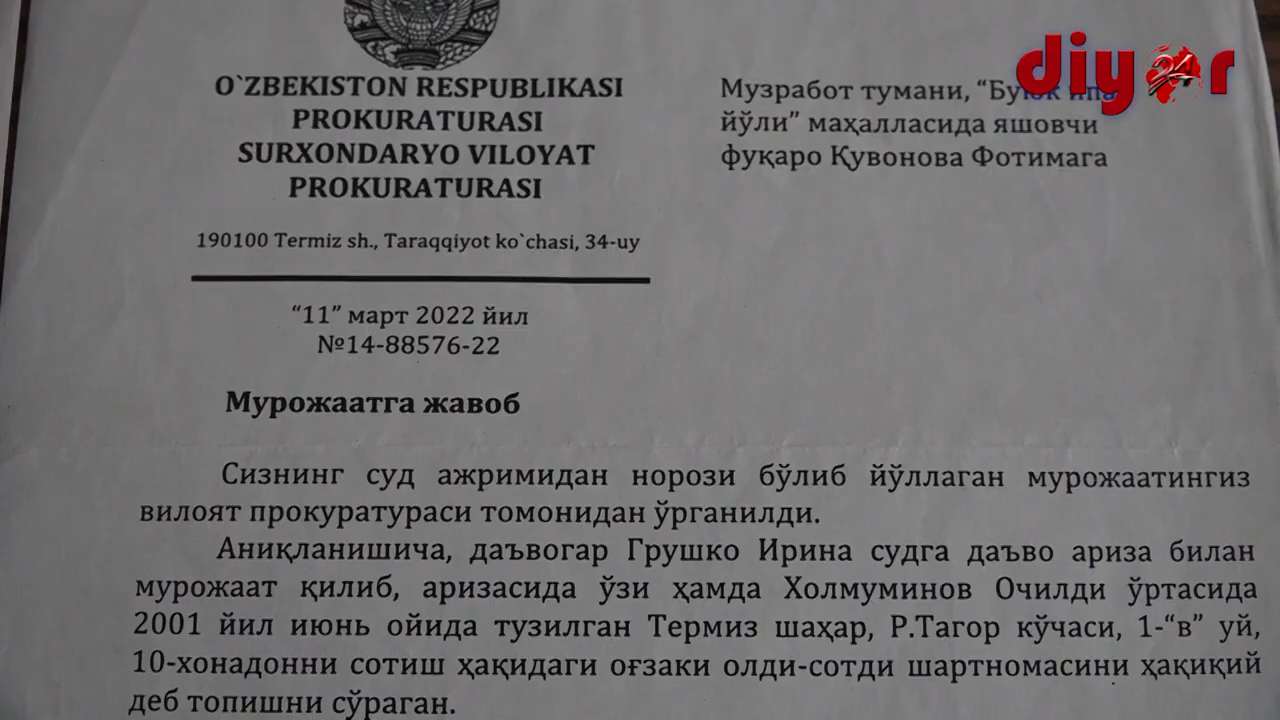 O`ZBEKISTON RESPUBLIKASI
PROKURATURASI
SURXONDARYO VILOYAT
PROKURATURASI
190100 Termiz sh., Taraqqiyot ko`chasi, 34-uy
“11” март 2022 йил
№14-88576-22
Музработ тумани, “Буюк ипа
йўли” маҳалласида яшовчи
фуқаро Қувонова Фотимага
diyor 24
Мурожаатга жавоб
Сизнинг суд ажримидан норози бўлиб йўллаган мурожаатингиз
вилоят прокуратураси томонидан ўрганилди.
Аниқланишича, даъвогар Грушко Ирина судга даъво ариза билан
мурожаат қилиб, аризасида ўзи ҳамда Холмуминов Очилди ўртасида
2001 йил июнь ойида тузилган Термиз шаҳар, Р.Тагор кўчаси, 1-“в” уй,
10-хонадонни сотиш ҳақидаги оғзаки олди-сотди шартномасини ҳақиқий
деб топишни сўраган.